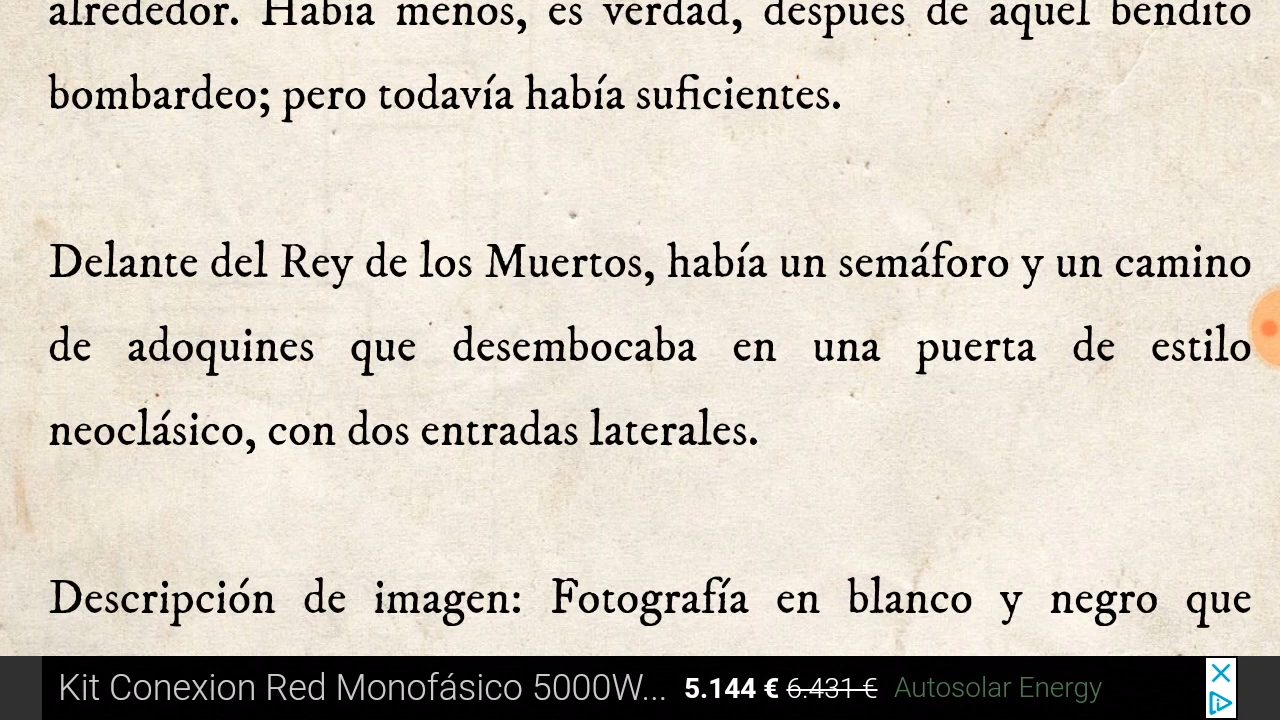 alrededor. Había menos, es verdad, después de aquel bendito
bombardeo; pero todavía había suficientes.
Delante del Rey de los Muertos, había un semáforo y un camino
de adoquines que desembocaba en una puerta de estilo
neoclásico, con dos entradas laterales.
Descripción de imagen: Fotografía en blanco y negro que
Kit Conexion Red Monofásico 5000W... 5.144 € 6.431 € Autosolar Energy